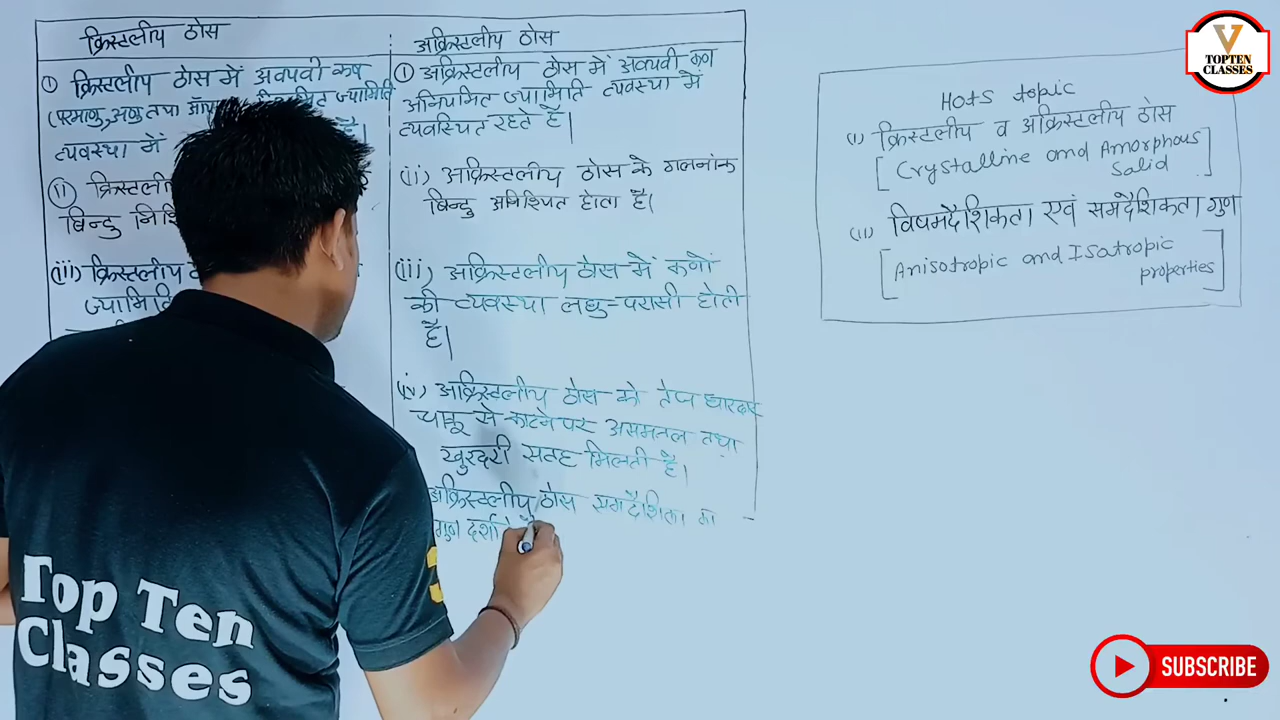 क्रिस्टलीय ठोस
① क्रिस्टलीय ठोस में अवयवी कण
(परमाणु, अणु तथा
ज्यामिति
व्यवस्था में
है।
(ii)
बिन्दु
(iii) क्रिस्टलीय
अक्रिस्टलीय ठोस
① अक्रिस्टलीय ठोस में अवयवी कण
अनियमित ज्यामिति व्यवस्था में
व्यवस्थित रहते है।
(ii) अक्रिस्टलीय ठोस के गलनांक
बिन्दु अनिश्चित होता है।
(iii) अक्रिस्टलीय ठोस में कणों
की व्यवस्था लघु-परासी होती
है।
(iv) अक्रिस्टलीय ठोस को तेज धारदार
चाकू से काटने पर असमतल तथा
खुरदरी सतह मिलती है।
अक्रिस्टलीय ठोस समदैशिकता का
गुण
HOTS topic
(i) क्रिस्टलीय व अक्रिस्टलीय ठोस
[Crystalline and Amorphous
Salid]
(ii) विषमदैशिकता एवं समदैशिकता गुण
[Anisotropic and Isotropic
properties]
V
TOPTEN
CLASSES
Top Ten
Classes
SUBSCRIBE